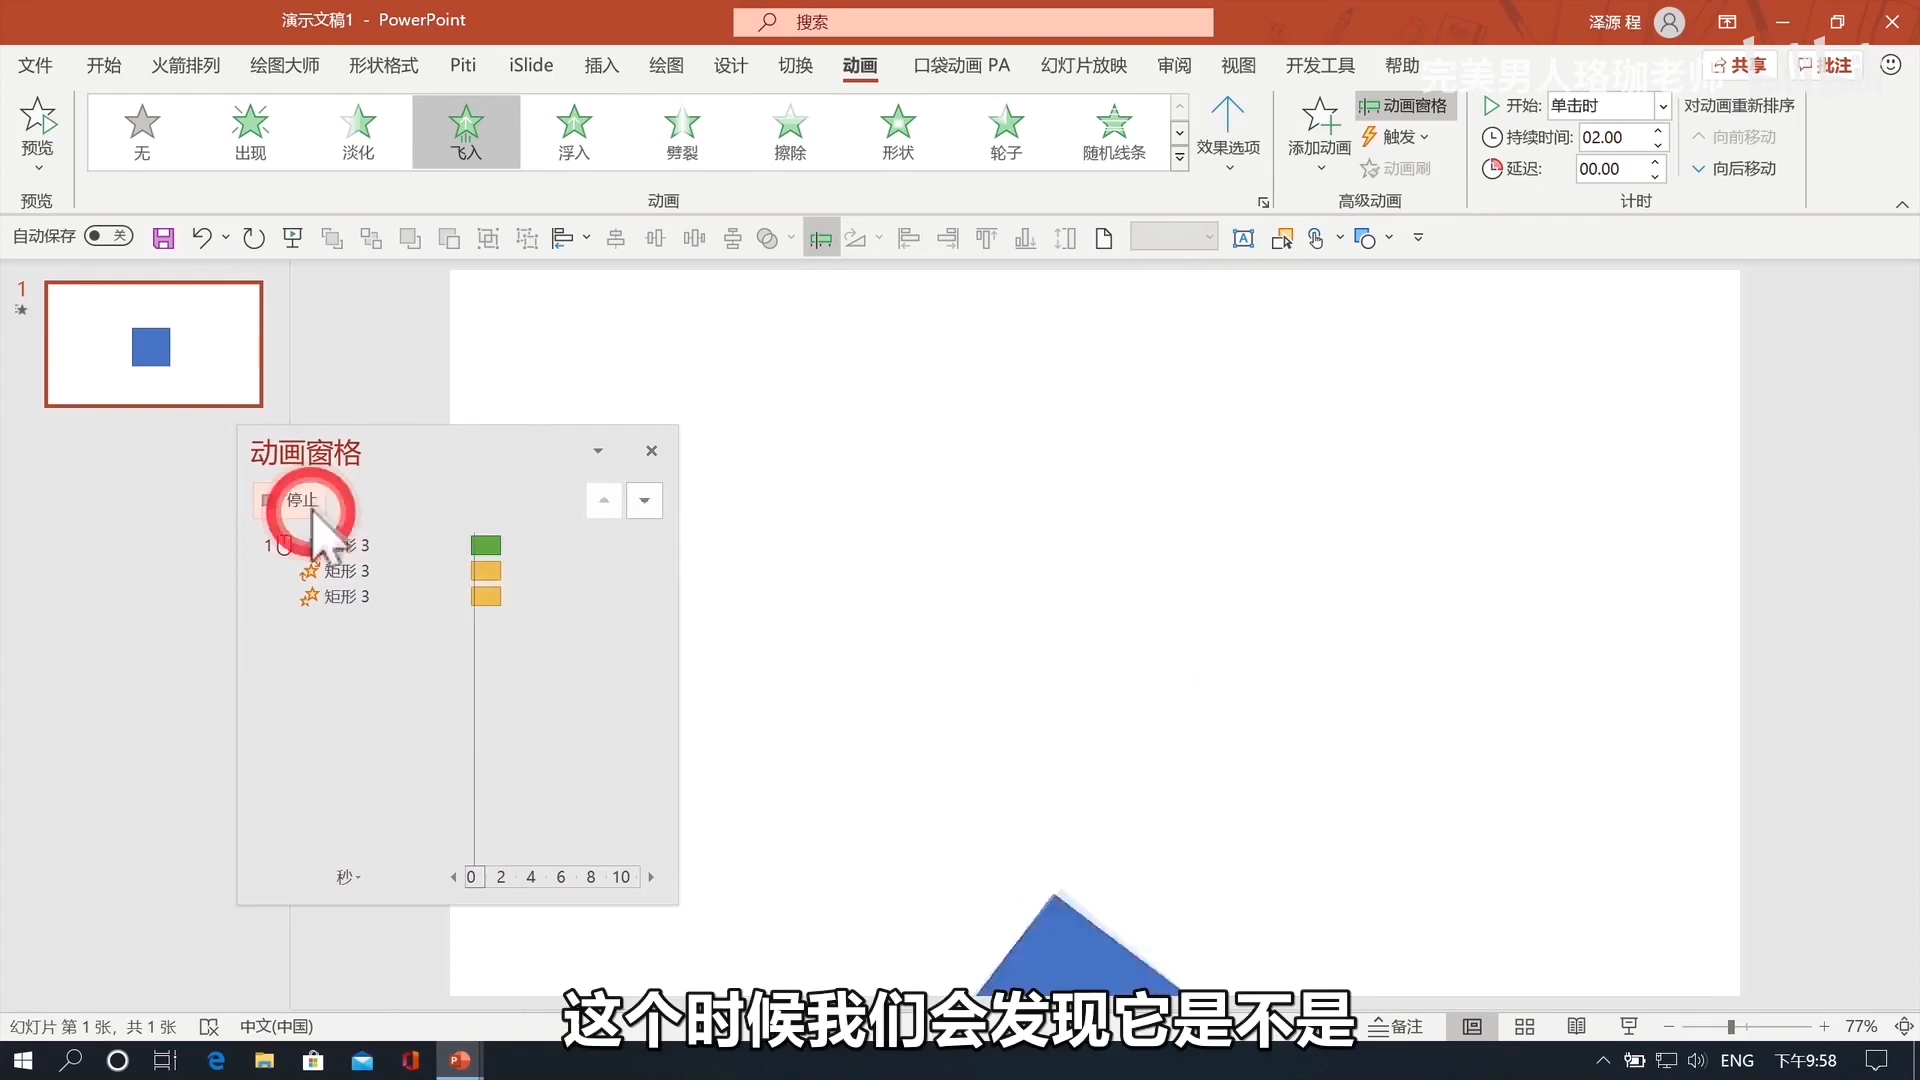 演示文稿1 - PowerPoint
搜索
泽源 程
文件 开始 火箭排列 绘图大师 形状格式 Piti iSlide 插入 绘图 设计 切换 动画 口袋动画 PA 幻灯片放映 审阅 视图 开发工具 帮助
完美男人珞珈老师
共享 批注
预览
无 出现 淡化 飞入 浮入 劈裂 擦除 形状 轮子 随机线条
效果选项
添加动画
动画窗格
触发
动画刷
开始: 单击时
持续时间: 02.00
延迟: 00.00
对动画重新排序
向前移动
向后移动
预览 动画 高级动画 计时
自动保存 关
1
动画窗格
停止
1 形 3
矩形 3
矩形 3
秒
0 2 4 6 8 10
这个时候我们会发现它是不是
幻灯片 第 1 张，共 1 张 中文(中国)
备注
77%
ENG 下午9:58